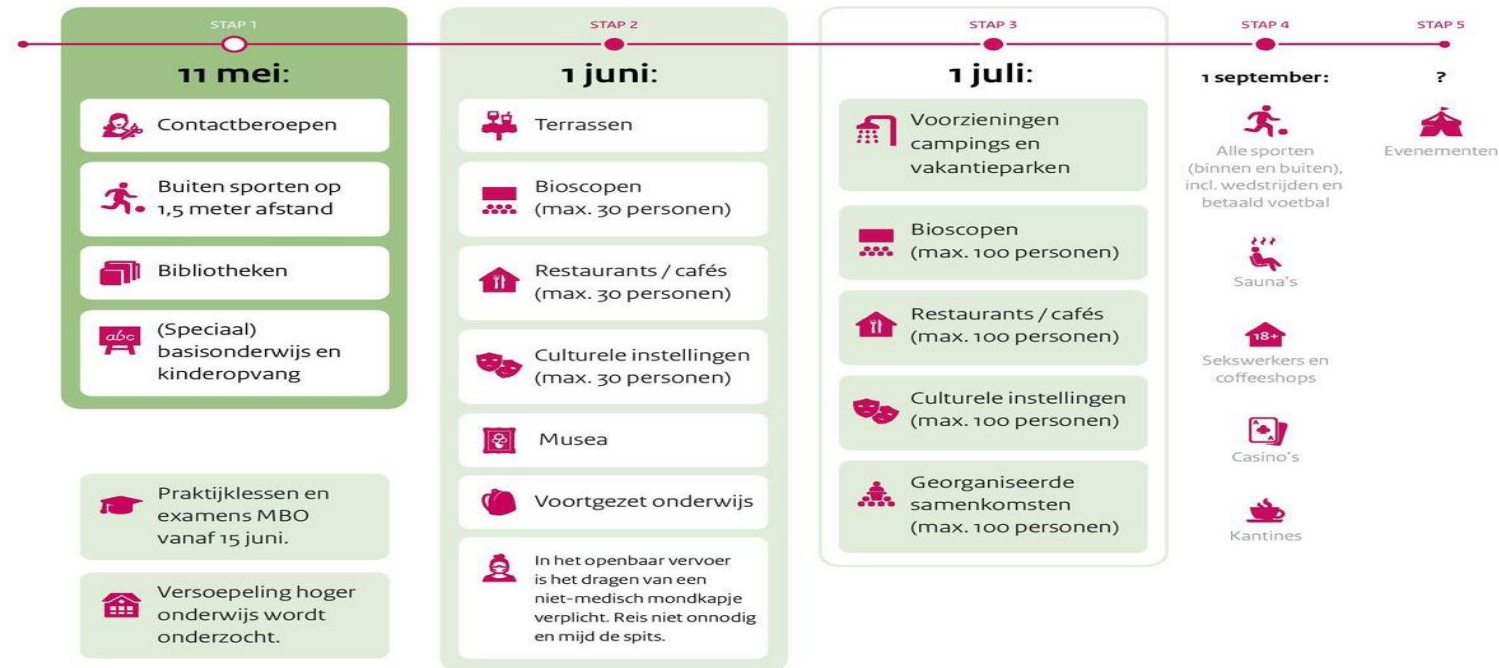 STAP 1
11 mei:
Contactberoepen
Buiten sporten op
1,5 meter afstand
Bibliotheken
abc
(Speciaal)
basisonderwijs en
kinderopvang
Praktijklessen en
examens MBO
vanaf 15 juni.
Versoepeling hoger
onderwijs wordt
onderzocht.
STAP 2
1 juni:
Terrassen
Bioscopen
(max. 30 personen)
Restaurants / cafés
(max. 30 personen)
Culturele instellingen
(max. 30 personen)
Musea
Voortgezet onderwijs
In het openbaar vervoer
is het dragen van een
niet-medisch mondkapje
verplicht. Reis niet onnodig
en mijd de spits.
STAP 3
1 juli:
Voorzieningen
campings en
vakantieparken
Bioscopen
(max. 100 personen)
Restaurants / cafés
(max. 100 personen)
Culturele instellingen
(max. 100 personen)
Georganiseerde
samenkomsten
(max. 100 personen)
STAP 4
1 september:
Alle sporten
(binnen en buiten),
incl. wedstrijden en
betaald voetbal
Sauna's
18+
Sekswerkers en
coffeeshops
A
A
Casino's
Kantines
STAP 5
?
Evenementen